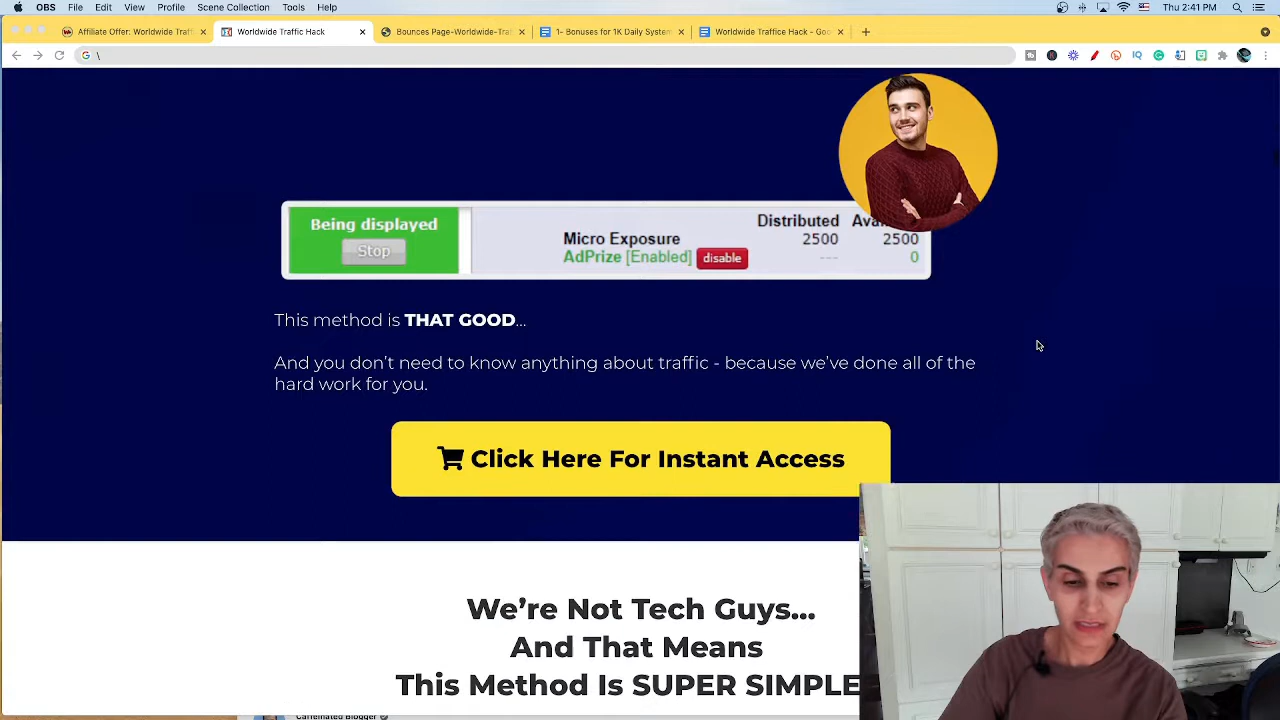 OBS File Edit View Profile Scene Collection Tools Help Thu 2:41 PM
Affiliate Offer: Worldwide Traff
Worldwide Traffic Hack
Bounces Page-Worldwide-Tra
1- Bonuses for 1K Daily System
Worldwide Traffice Hack - Goo
\
Being displayed
Stop
Distributed Ava
Micro Exposure 2500 2500
AdPrize [Enabled] disable --- 0
This method is THAT GOOD...
And you don't need to know anything about traffic - because we've done all of the
hard work for you.
Click Here For Instant Access
We're Not Tech Guys...
And That Means
This Method Is SUPER SIMPLE
Caffeinated Blogger